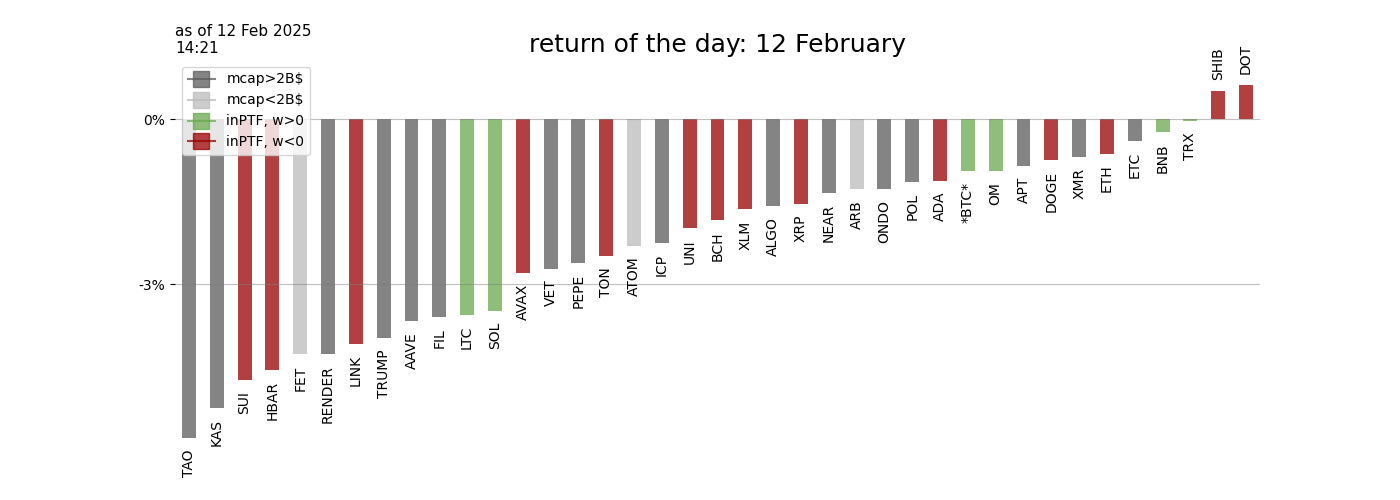 as of 12 Feb 2025
14:21
return of the day: 12 February
mcap>2B$
mcap<2B$
inPTF, w>0
inPTF, w<0
0%
-3%
TAO
KAS
SUI
HBAR
FET
RENDER
LINK
TRUMP
AAVE
FIL
LTC
SOL
AVAX
VET
PEPE
TON
ATOM
ICP
UNI
BCH
XLM
ALGO
XRP
NEAR
ARB
ONDO
POL
ADA
*BTC*
OM
APT
DOGE
XMR
ETH
ETC
BNB
TRX
SHIB
DOT